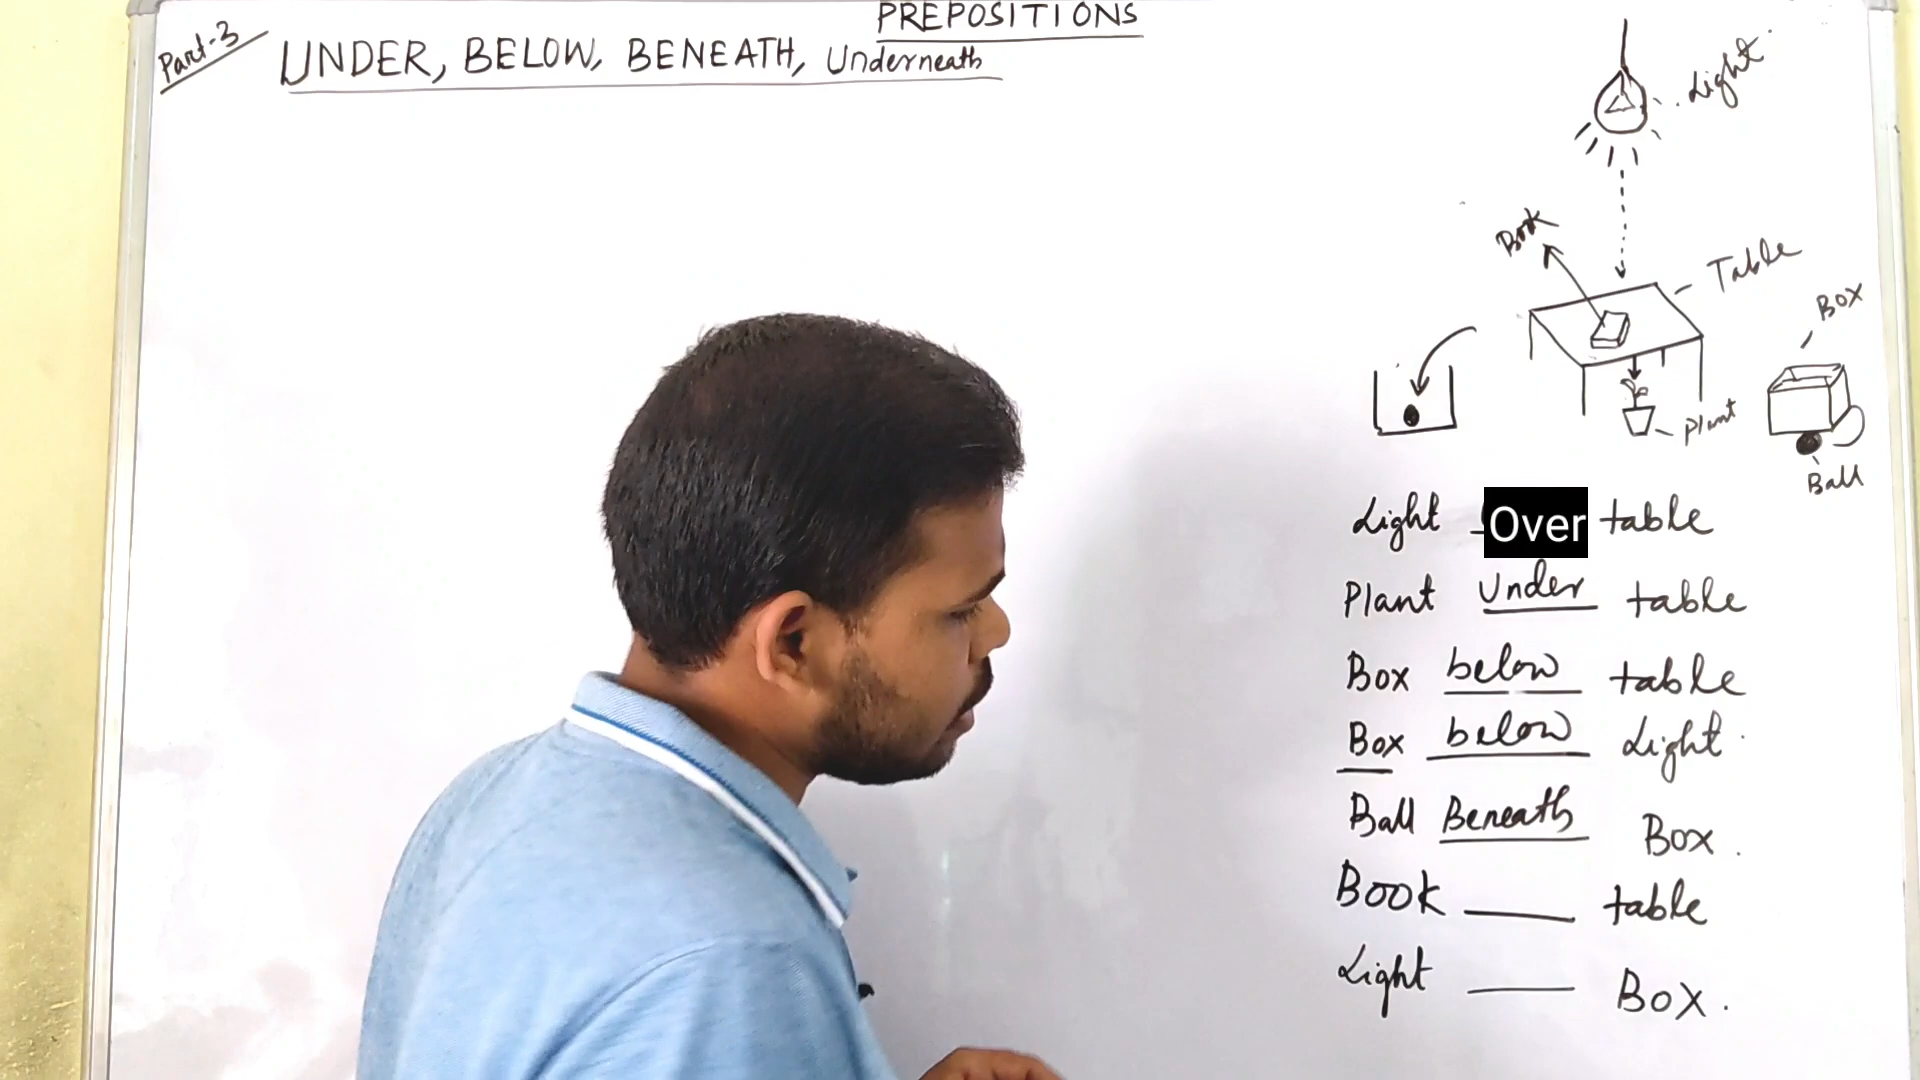 PREPOSITIONS
Part-3
UNDER, BELOW, BENEATH, Underneath
Light
Book
Table
BOX
Plant
Ball
Light Over table
Plant Under table
Box below table
Box below Light
Ball Beneath Box.
BOOK ___ table
Light ___ BOX.